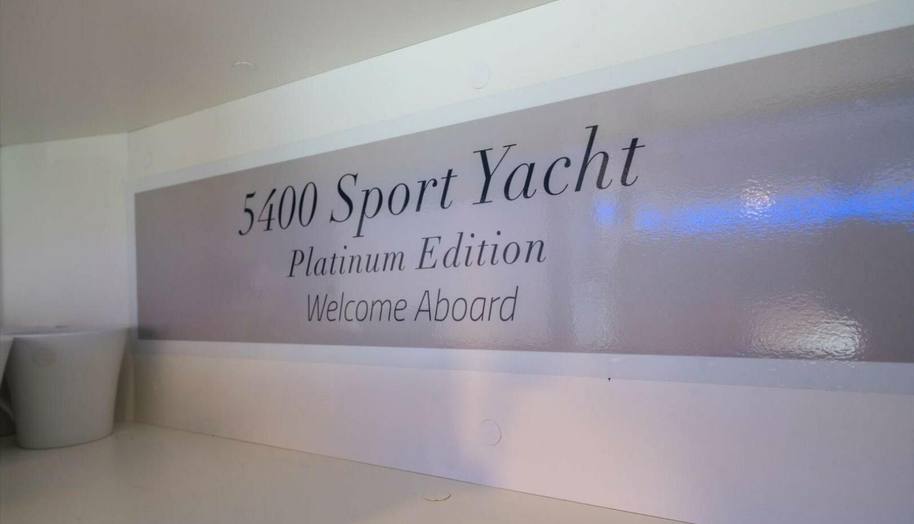 5400 Sport Yacht
Platinum Edition
Welcome Aboard